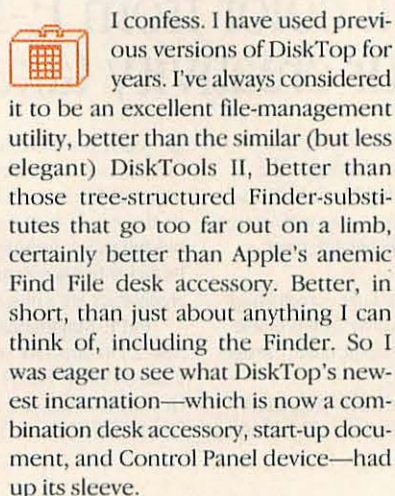 I confess. I have used previ-
ous versions of DiskTop for
years. I've always considered
it to be an excellent file-management
utility, better than the similar (but less
elegant) DiskTools II, better than
those tree-structured Finder-substi-
tutes that go too far out on a limb,
certainly better than Apple's anemic
Find File desk accessory. Better, in
short, than just about anything I can
think of, including the Finder. So I
was eager to see what DiskTop's new-
est incarnation—which is now a com-
bination desk accessory, start-up docu-
ment, and Control Panel device—had
up its sleeve.